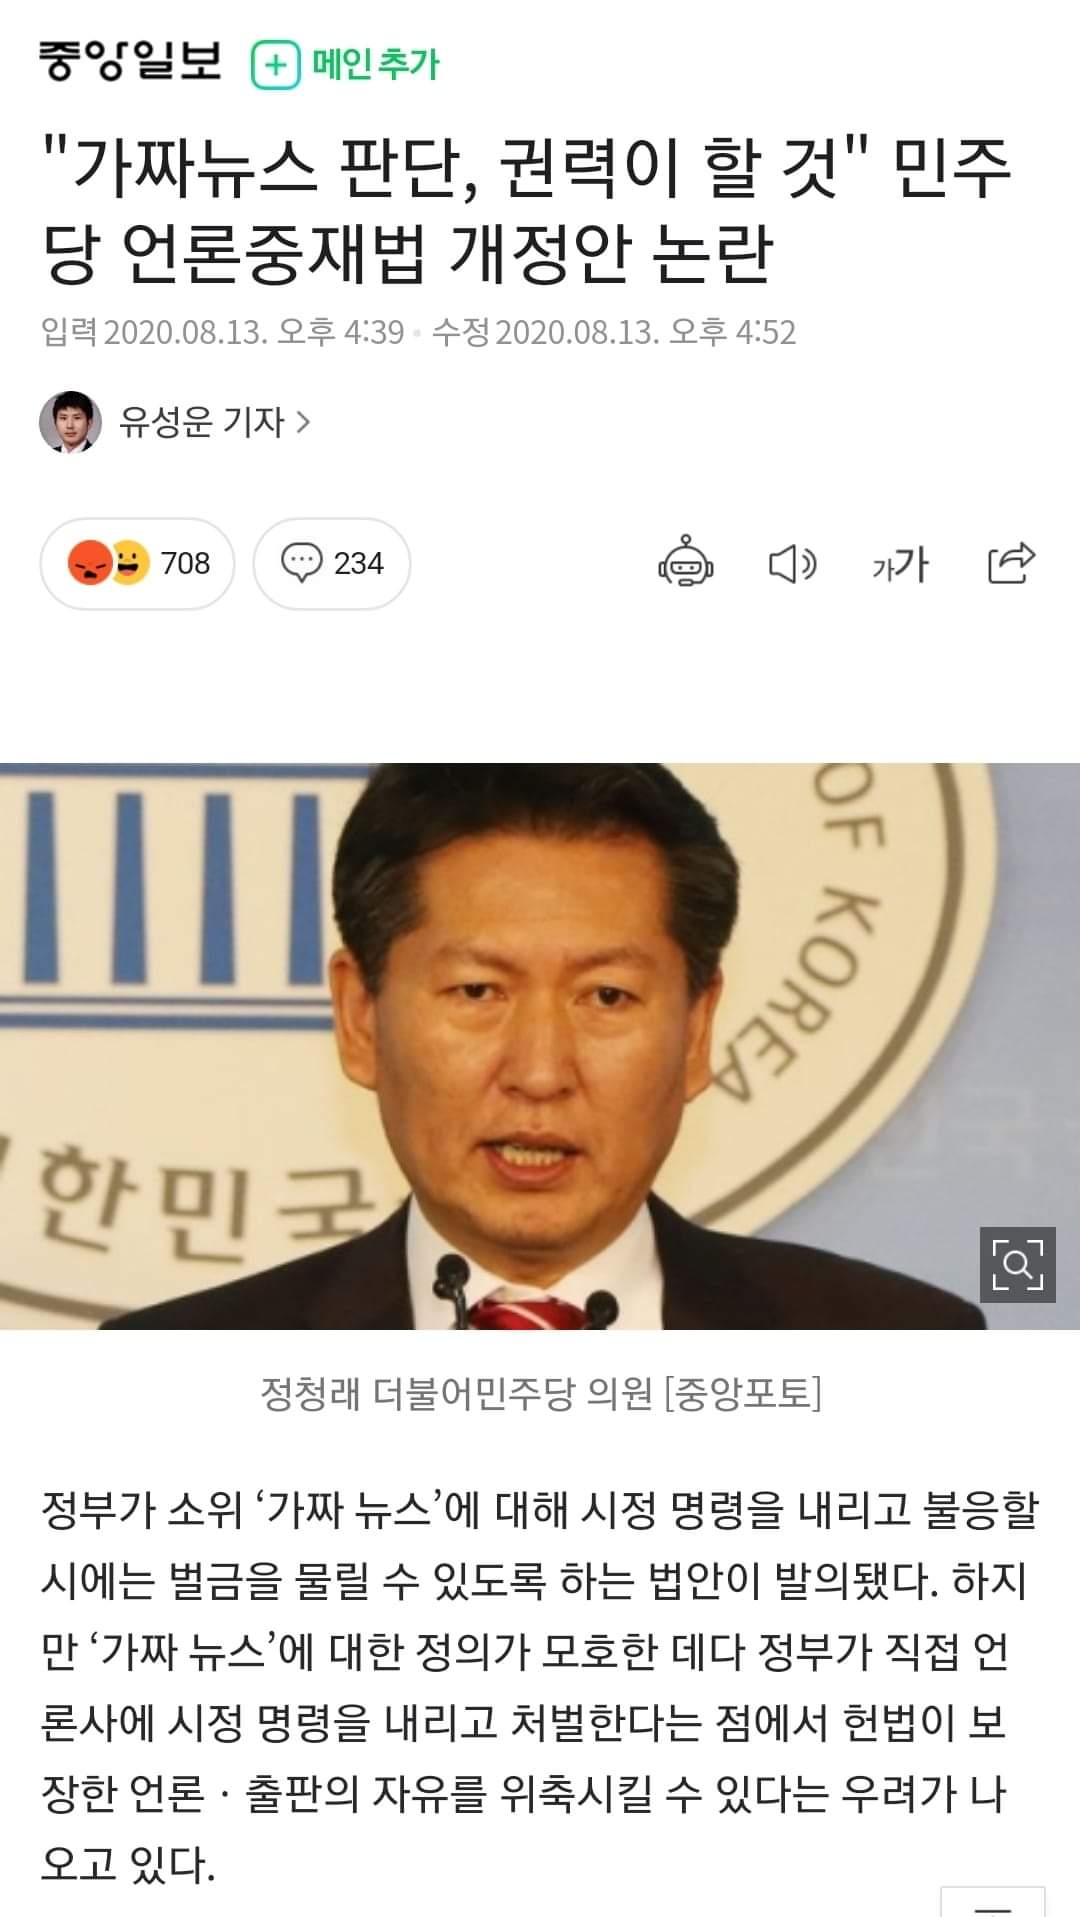 중앙일보 메인 추가
"가짜뉴스 판단, 권력이 할 것" 민주
당 언론중재법 개정안 논란
입력 2020.08.13. 오후 4:39 · 수정 2020.08.13. 오후 4:52
유성운 기자
708 234 가가
OF KOREA
한민국
정청래 더불어민주당 의원 [중앙포토]
정부가 소위 ‘가짜 뉴스’에 대해 시정 명령을 내리고 불응할
시에는 벌금을 물릴 수 있도록 하는 법안이 발의됐다. 하지
만 ‘가짜 뉴스’에 대한 정의가 모호한 데다 정부가 직접 언
론사에 시정 명령을 내리고 처벌한다는 점에서 헌법이 보
장한 언론 · 출판의 자유를 위축시킬 수 있다는 우려가 나
오고 있다.